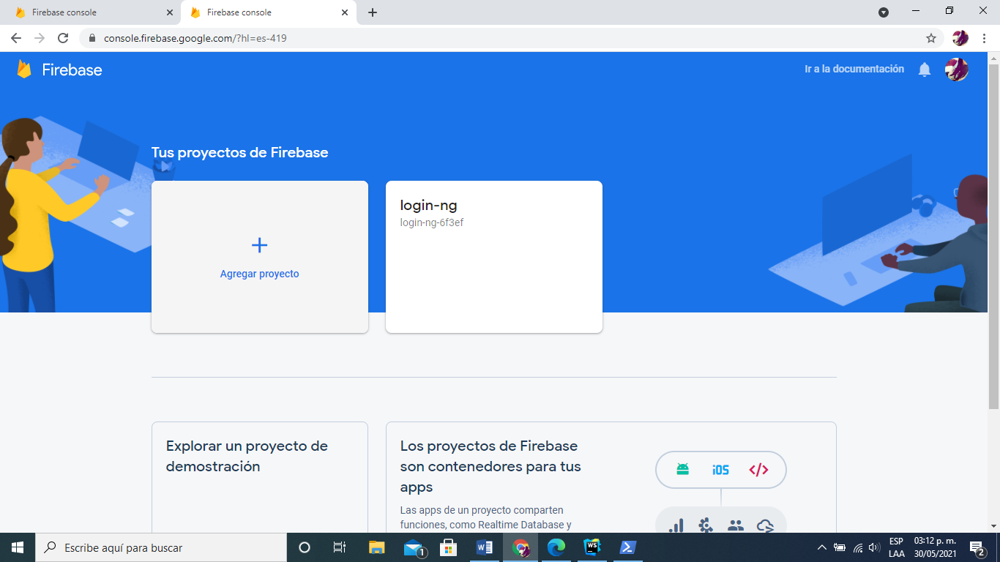 Firebase console
Firebase console
console.firebase.google.com/?hl=es-419
Firebase
Ir a la documentación
Tus proyectos de Firebase
Agregar proyecto
login-ng
login-ng-6f3ef
Explorar un proyecto de
demostración
Los proyectos de Firebase
son contenedores para tus
apps
Las apps de un proyecto comparten
funciones, como Realtime Database y
iOS
Escribe aquí para buscar
1
W
WS
ESP
LAA
03:12 p. m.
30/05/2021
2